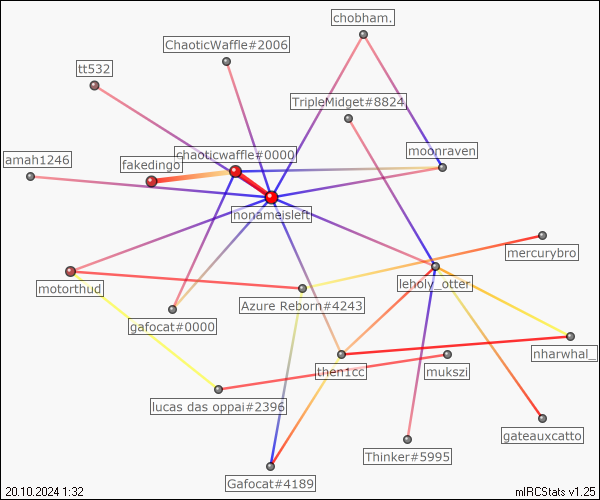 chobham.
ChaoticWaffle#2006
tt532
TripleMidget#8824
chaoticwaffle#0000
moonraven
amah1246
fakedingo
nonameisleft
mercurybro
motorthud
leholy_otter
Azure Reborn#4243
gafocat#0000
nharwhal_
then1cc
mukszi
lucas das oppai#2396
gateauxcatto
Thinker#5995
Gafocat#4189
20.10.2024 1:32
mIRCStats v1.25